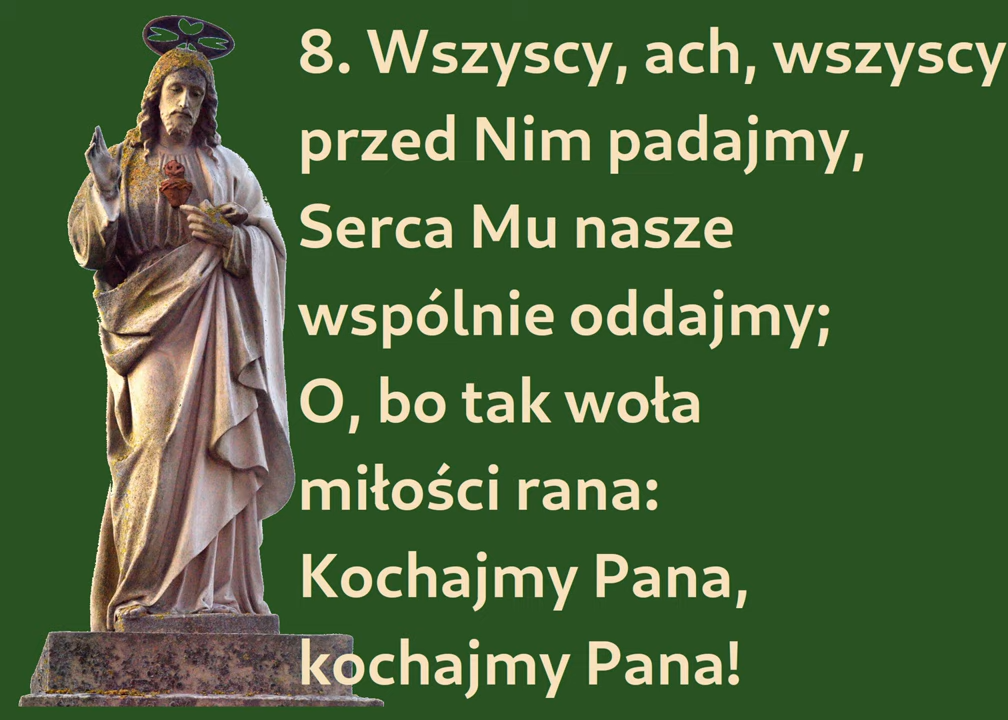 8. Wszyscy, ach, wszyscy
przed Nim padajmy,
Serca Mu nasze
wspólnie oddajmy;
O, bo tak woła
miłości rana:
Kochajmy Pana,
kochajmy Pana!